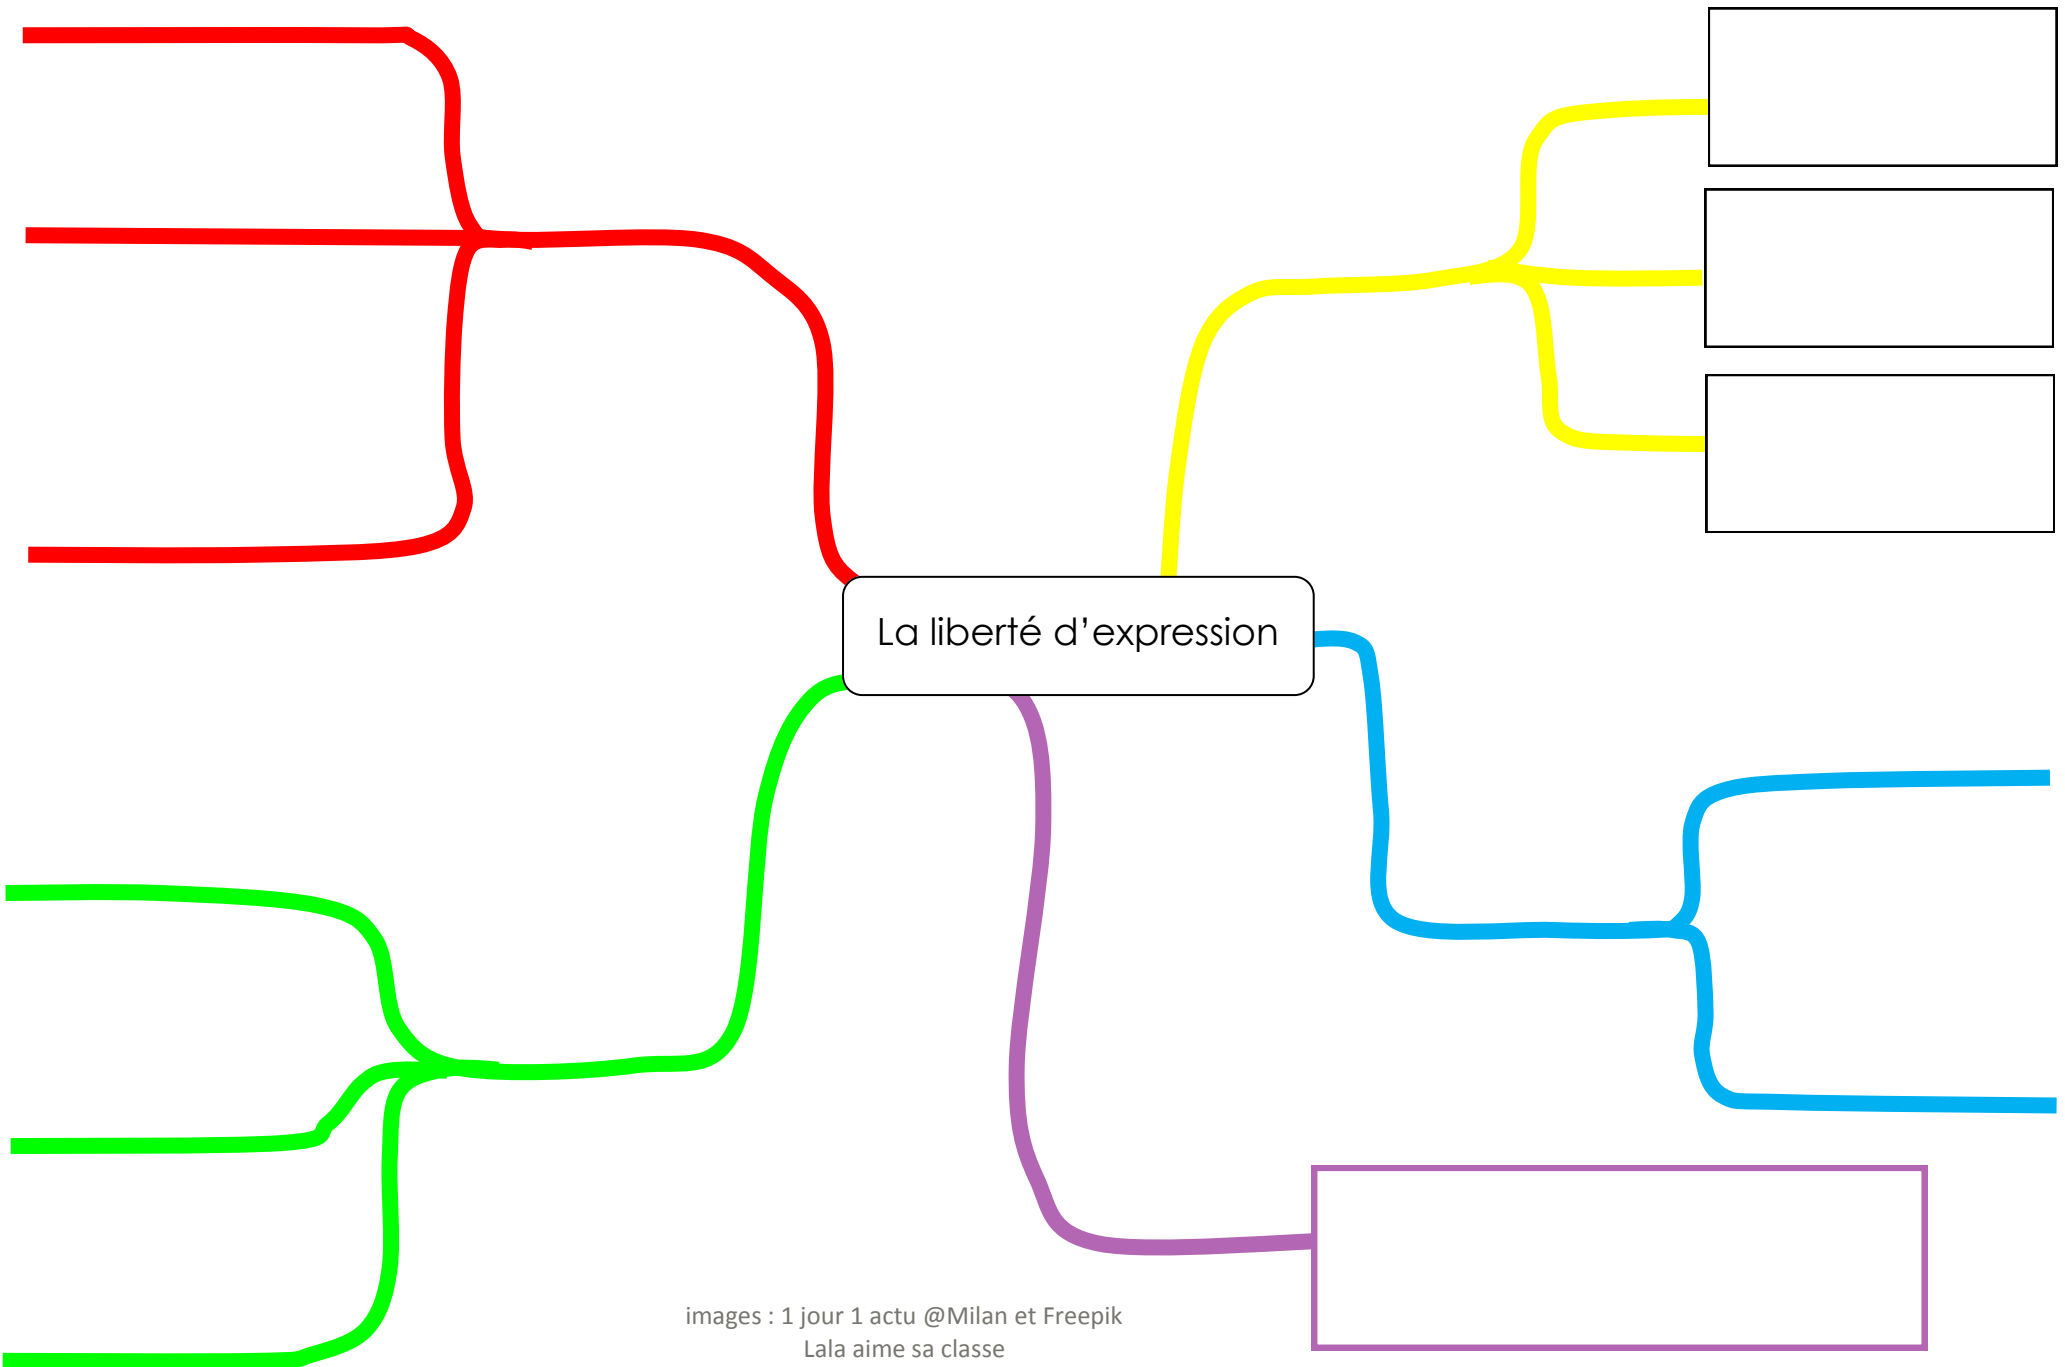 La liberté d’expression
images : 1 jour 1 actu @Milan et Freepik
Lala aime sa classe